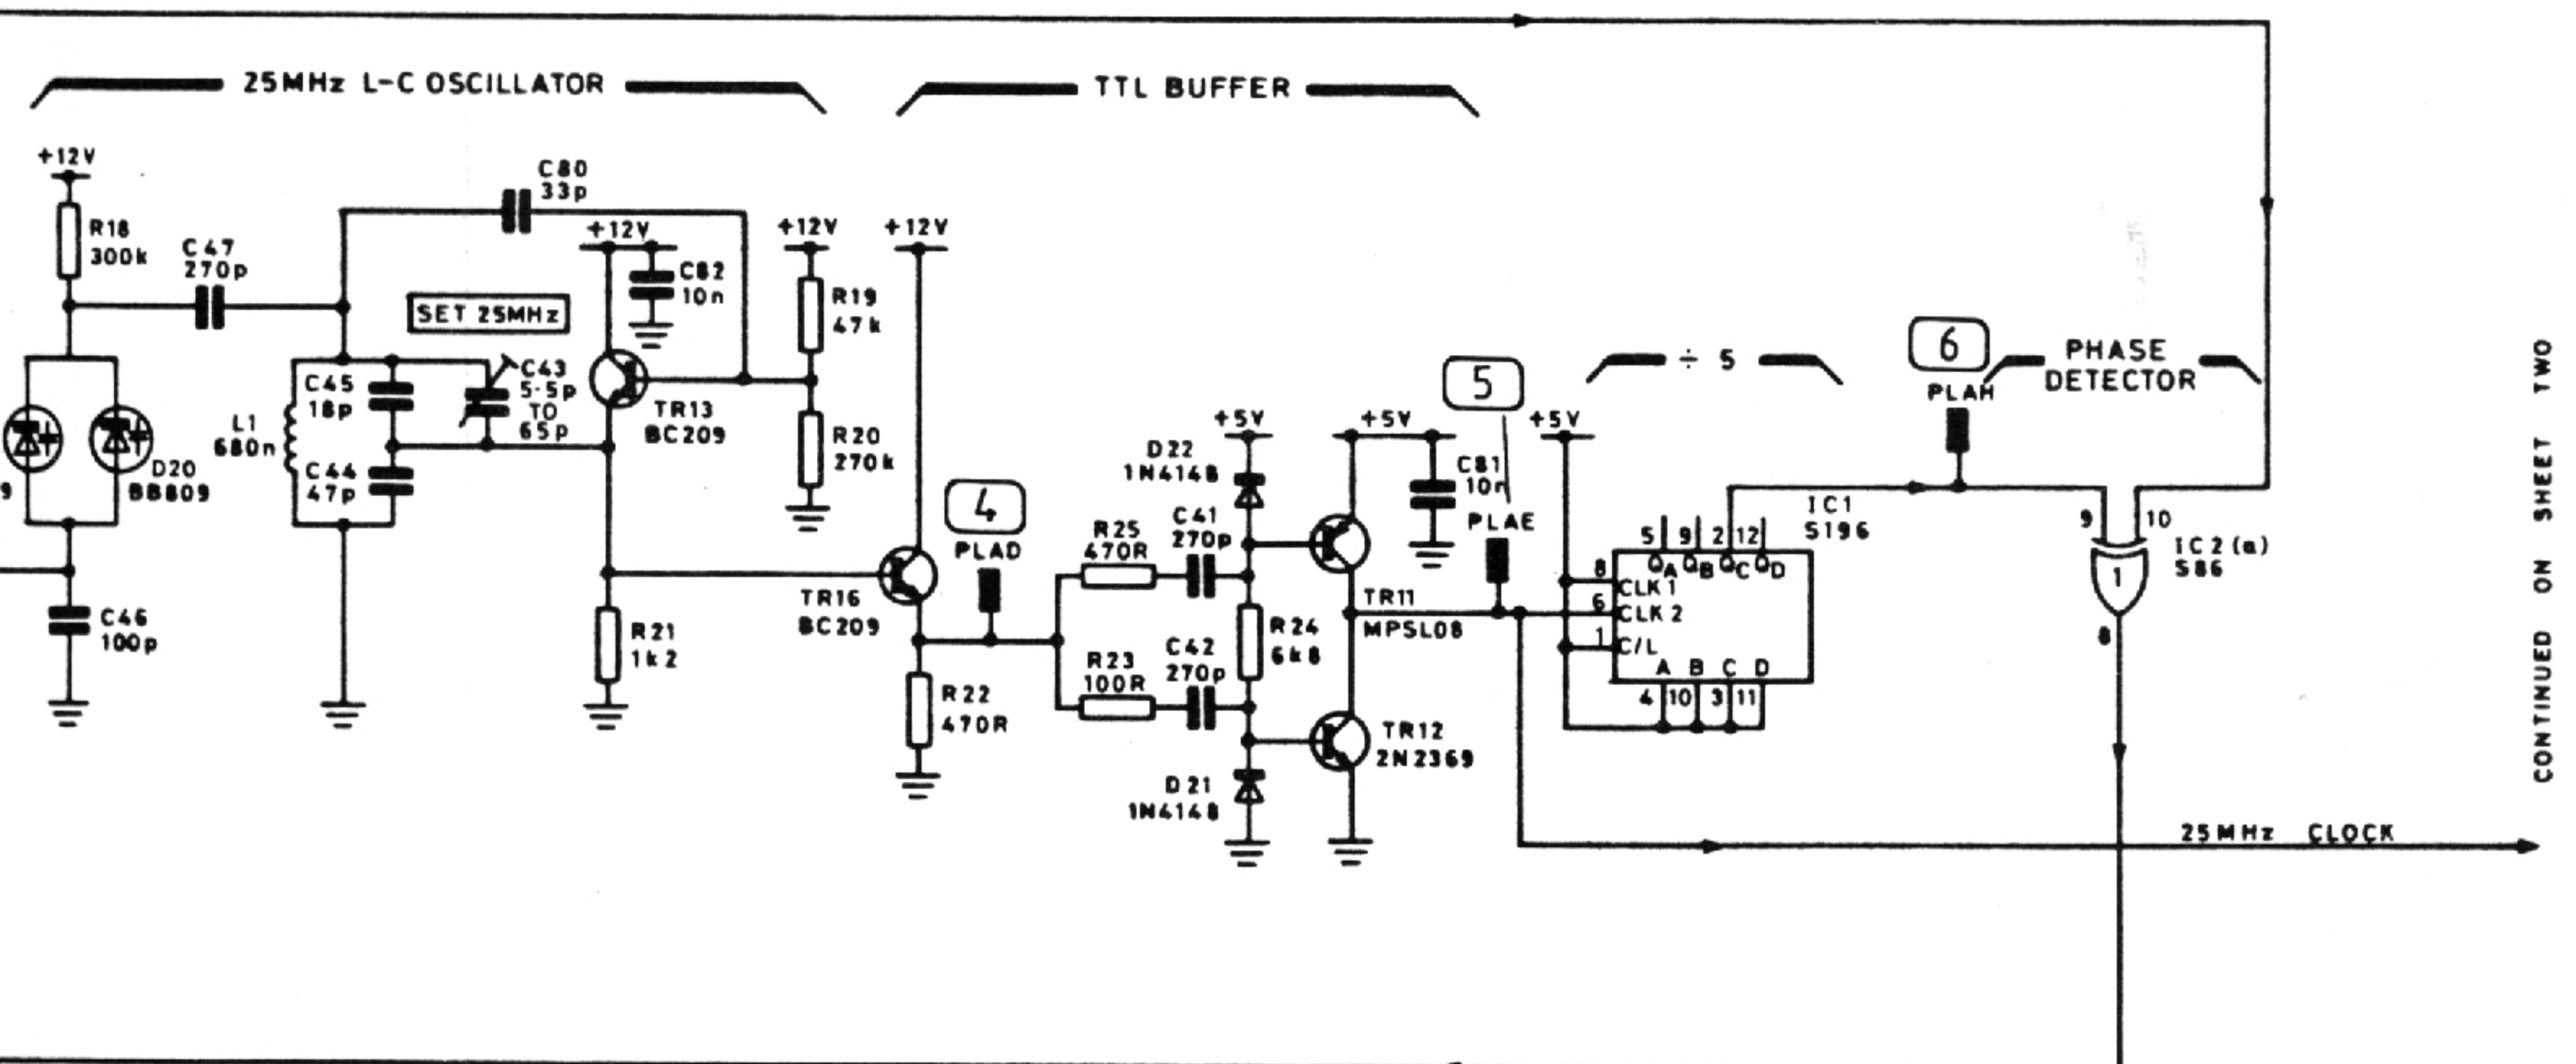 25MHz L-C OSCILLATOR
TTL BUFFER
+12V
R18
300k
C47
270p
C80
33p
+12V
C82
10n
+12V
R19
47k
+12V
SET 25MHz
C45
18p
C43
5·5p
TO
65p
L1
680n
C44
47p
TR13
BC209
R20
270k
9
D20
BB809
C46
100p
R21
1k2
TR16
BC209
4
PLAD
R22
470R
R25
470R
C41
270p
R23
100R
C42
270p
+5V
D22
1N4148
R24
6k8
D21
1N4148
+5V
C81
10n
TR11
MPSL08
TR12
2N2369
5
PLAE
÷ 5
+5V
5 9 2 12
QA QB QC QD
IC1
S196
8 CLK1
6 CLK2
1 C/L
A B C D
4 10 3 11
6
PLAH
PHASE
DETECTOR
9 10
IC2(a)
S86
1
8
25MHz CLOCK
CONTINUED ON SHEET TWO